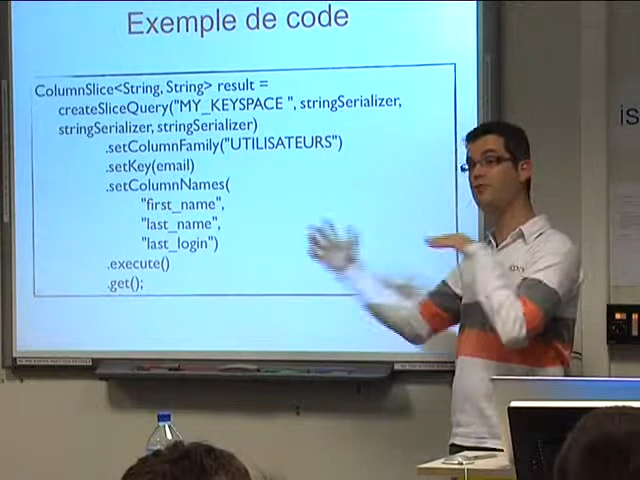 Exemple de code
ColumnSlice<String, String> result =
createSliceQuery("MY_KEYSPACE ", stringSerializer,
stringSerializer, stringSerializer)
.setColumnFamily("UTILISATEURS")
.setKey(email)
.setColumnNames(
"first_name",
"last_name",
"last_login")
.execute()
.get();
is